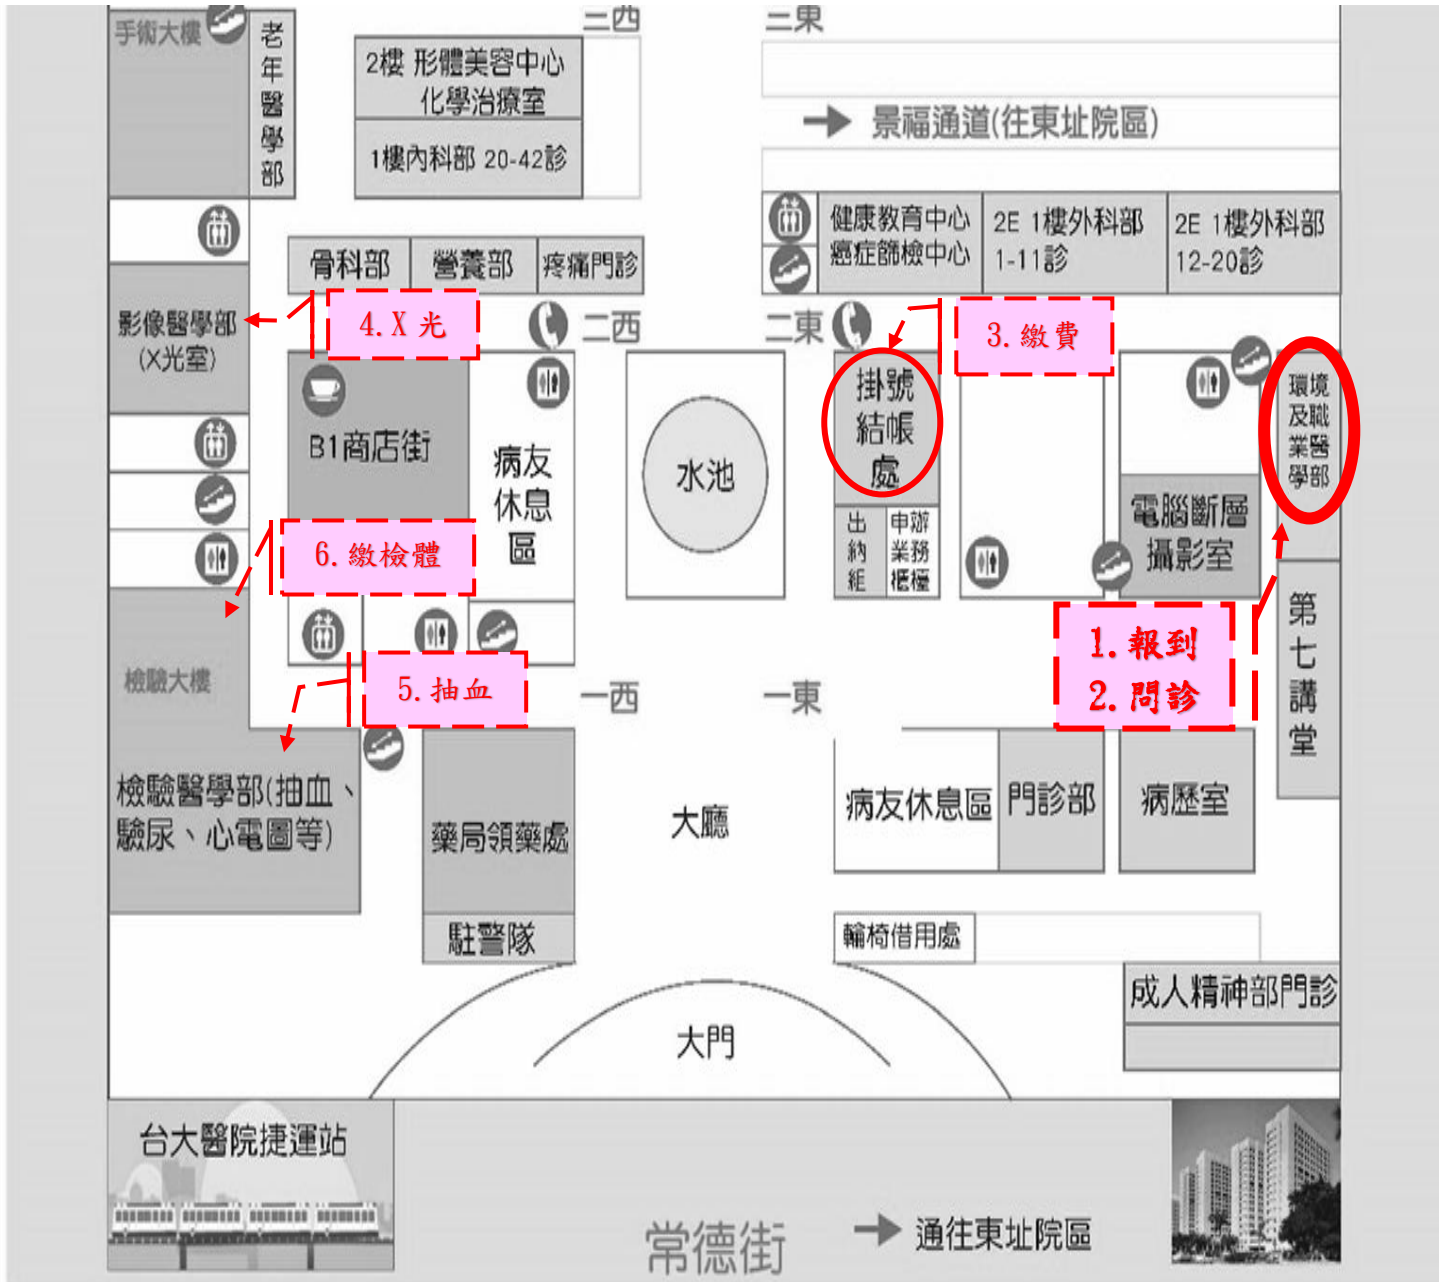 手術大樓
老
年
醫
學
部
二西
三東
2樓 形體美容中心
化學治療室
1樓內科部 20-42診
景福通道(往東址院區)
健康教育中心
癌症篩檢中心
2E 1樓外科部
1-11診
2E 1樓外科部
12-20診
骨科部
營養部
疼痛門診
影像醫學部
(X光室)
4.X 光
二西
二東
3.繳費
掛號
結帳
處
環境
及職
業醫
學部
B1商店街
病友
休息
區
水池
出
納
組
申辦
業務
櫃檯
電腦斷層
攝影室
6.繳檢體
第
七
講
堂
1.報到
2.問診
檢驗大樓
5.抽血
一西
一東
檢驗醫學部(抽血、
驗尿、心電圖等)
藥局領藥處
大廳
病友休息區
門診部
病歷室
駐警隊
輪椅借用處
成人精神部門診
大門
台大醫院捷運站
常德街
通往東址院區